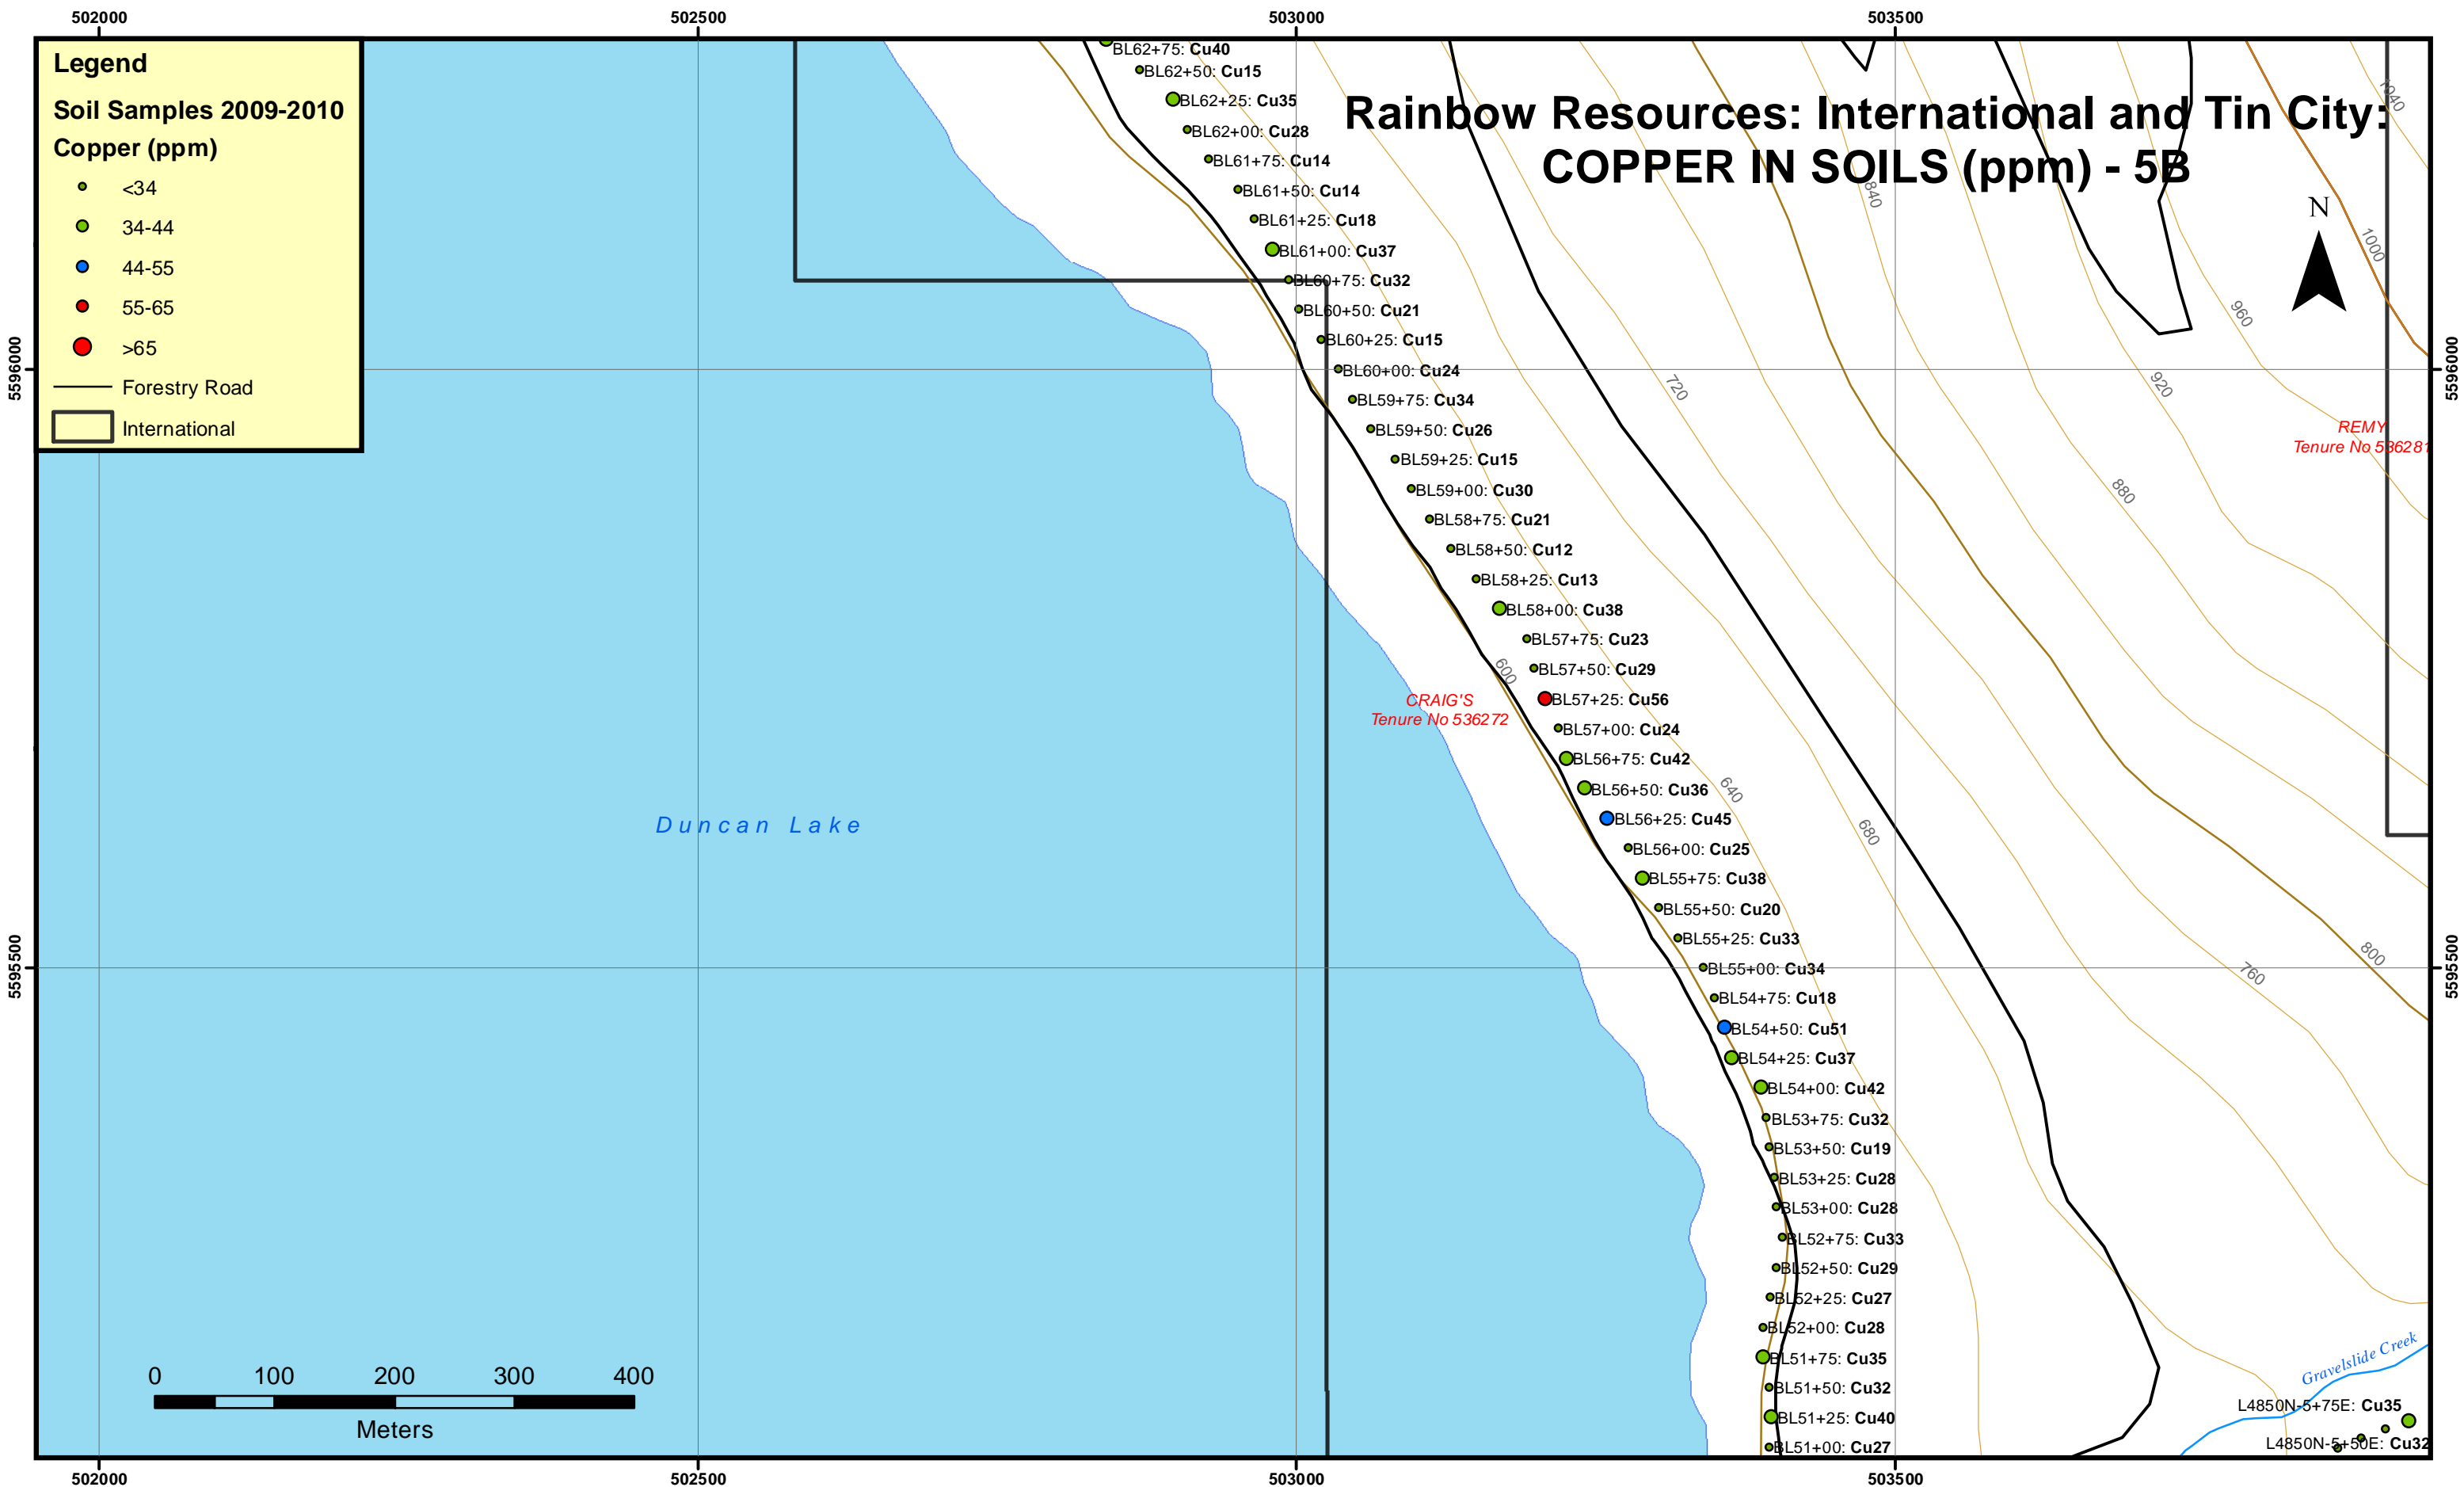 502000
502500
503000
503500
Legend
Soil Samples 2009-2010
Copper (ppm)
<34
34-44
44-55
55-65
>65
Forestry Road
International
Rainbow Resources: International and Tin City:
COPPER IN SOILS (ppm) - 5B
N
BL62+75: Cu40
BL62+50: Cu15
BL62+25: Cu35
BL62+00: Cu28
BL61+75: Cu14
BL61+50: Cu14
BL61+25: Cu18
BL61+00: Cu37
BL60+75: Cu32
BL60+50: Cu21
BL60+25: Cu15
BL60+00: Cu24
BL59+75: Cu34
BL59+50: Cu26
BL59+25: Cu15
BL59+00: Cu30
BL58+75: Cu21
BL58+50: Cu12
BL58+25: Cu13
BL58+00: Cu38
BL57+75: Cu23
BL57+50: Cu29
BL57+25: Cu56
BL57+00: Cu24
BL56+75: Cu42
BL56+50: Cu36
BL56+25: Cu45
BL56+00: Cu25
BL55+75: Cu38
BL55+50: Cu20
BL55+25: Cu33
BL55+00: Cu34
BL54+75: Cu18
BL54+50: Cu51
BL54+25: Cu37
BL54+00: Cu42
BL53+75: Cu32
BL53+50: Cu19
BL53+25: Cu28
BL53+00: Cu28
BL52+75: Cu33
BL52+50: Cu29
BL52+25: Cu27
BL52+00: Cu28
BL51+75: Cu35
BL51+50: Cu32
BL51+25: Cu40
BL51+00: Cu27
1040
840
1000
960
720
920
880
600
640
680
800
760
REMY
Tenure No 536281
CRAIG'S
Tenure No 536272
Duncan Lake
Gravelslide Creek
L4850N-5+75E: Cu35
L4850N-5+50E: Cu32
0
100
200
300
400
Meters
5596000
5595500
5596000
5595500
502000
502500
503000
503500